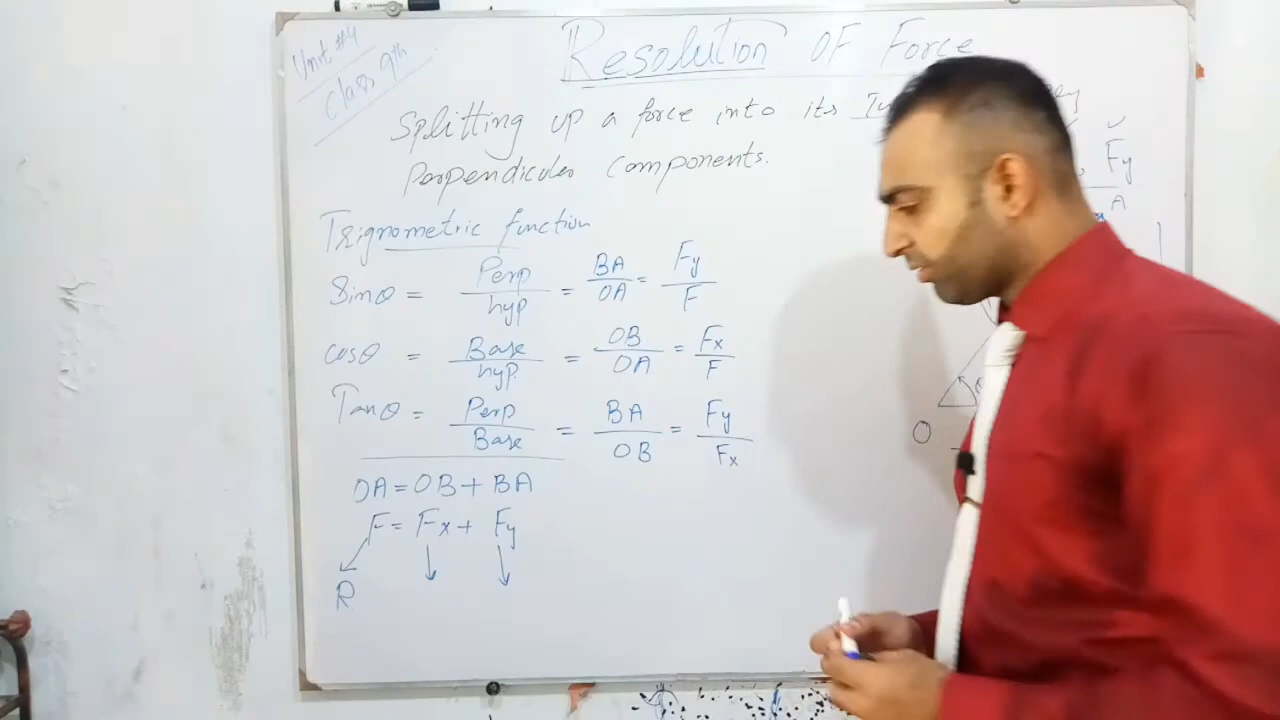 Unit #4
Class 9th
Resolution OF Force
Splitting up a force into its
Perpendicular components.
Fy
A
Trignometric function
Sinθ = Perp/hyp = BA/OA = Fy/F
cosθ = Base/hyp. = OB/OA = Fx/F
Tanθ = Perp/Base = BA/OB = Fy/Fx
θ
O
OA = OB + BA
F = Fx + Fy
R